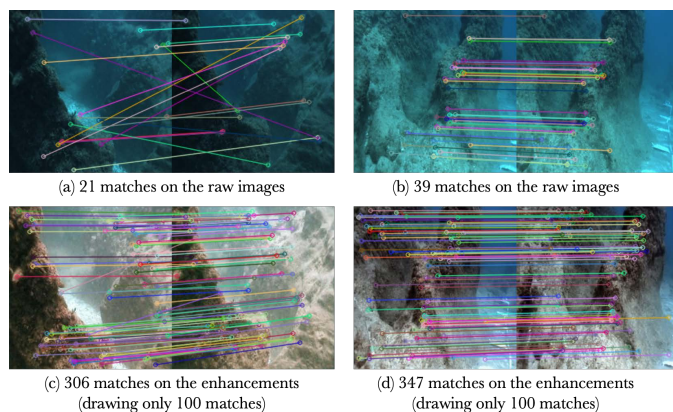 (a) 21 matches on the raw images
(b) 39 matches on the raw images
(c) 306 matches on the enhancements
(drawing only 100 matches)
(d) 347 matches on the enhancements
(drawing only 100 matches)